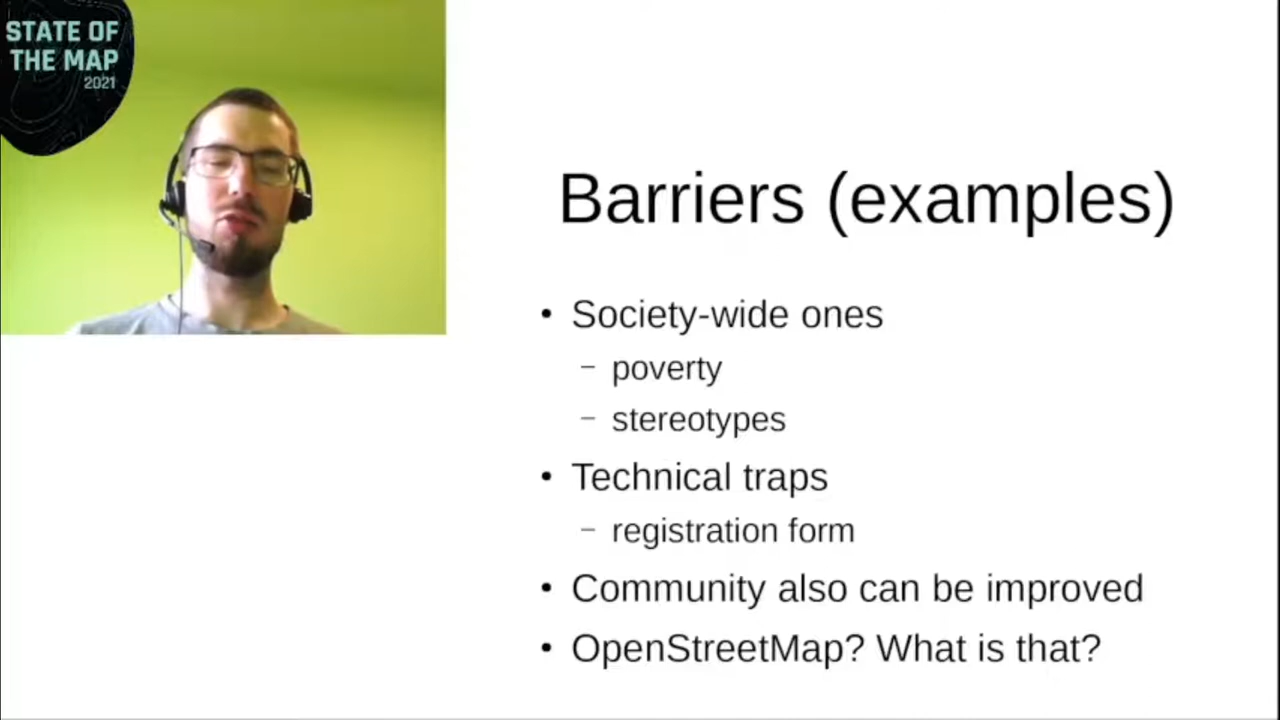 STATE OF
THE MAP
2021
Barriers (examples)
• Society-wide ones
– poverty
– stereotypes
• Technical traps
– registration form
• Community also can be improved
• OpenStreetMap? What is that?